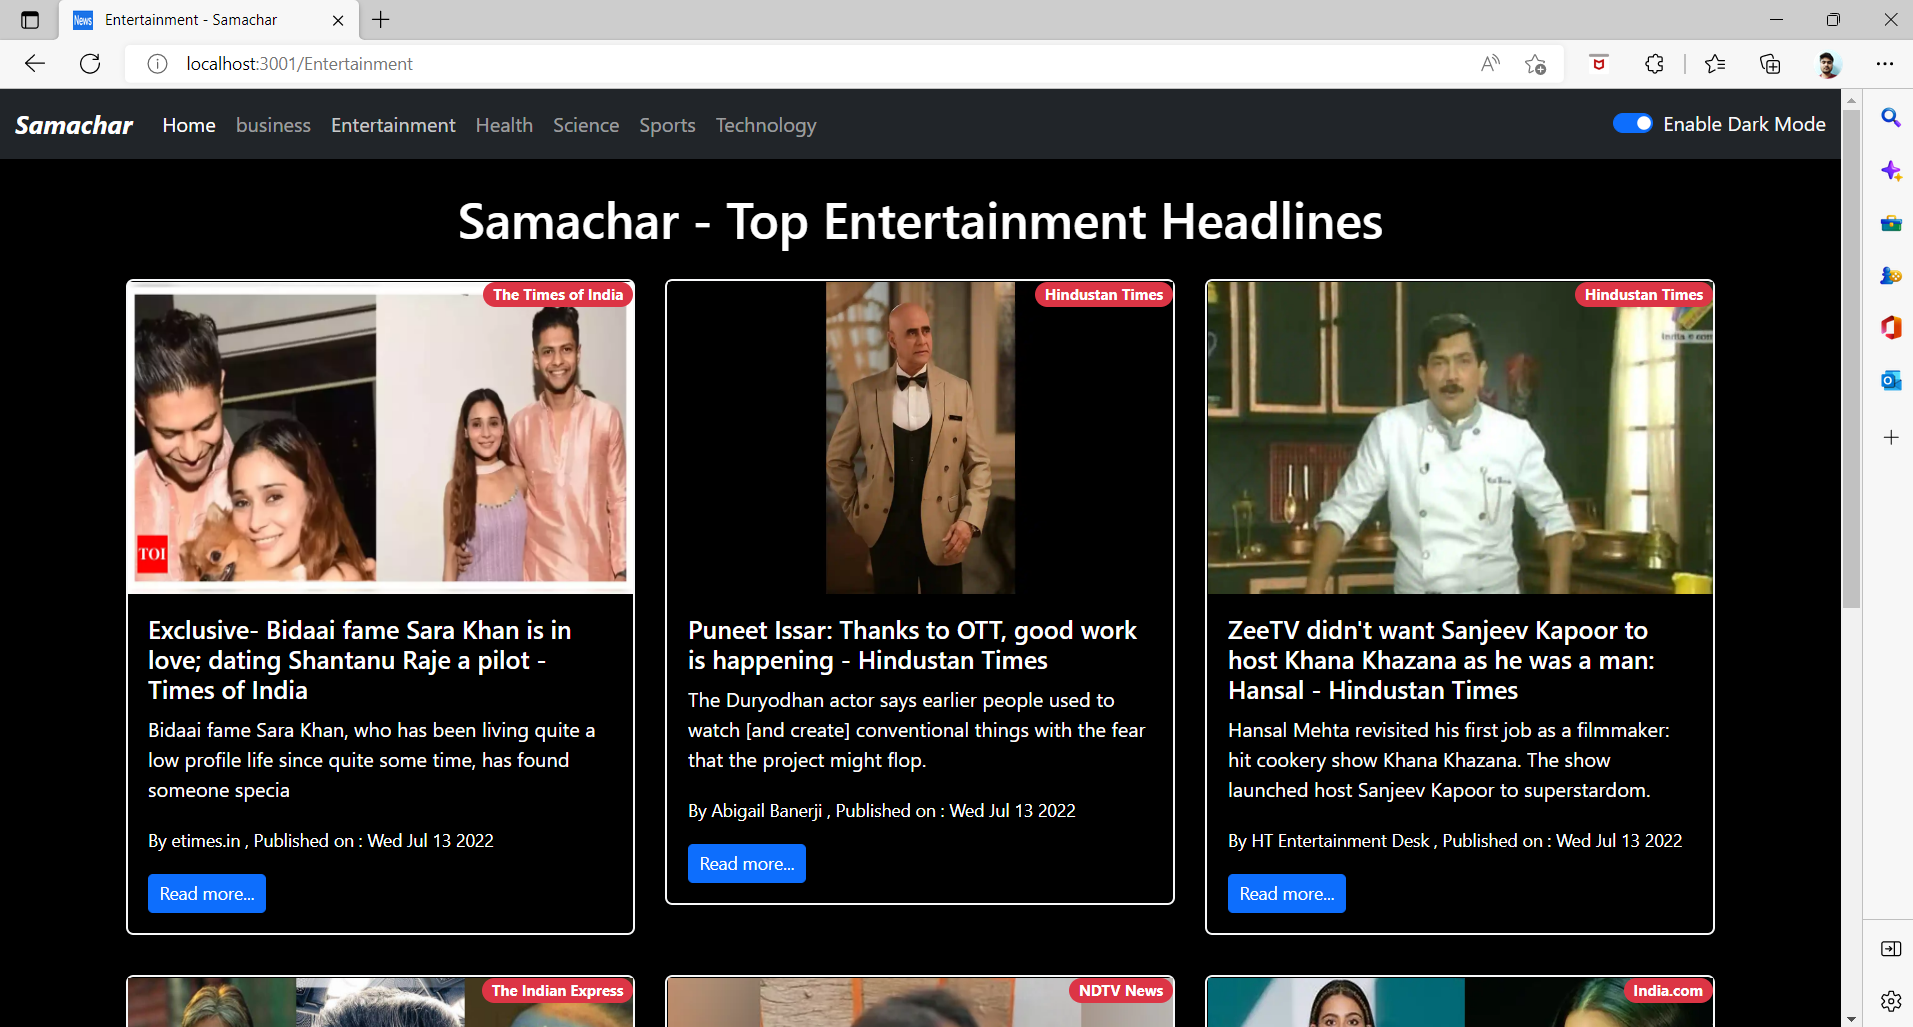 News
Entertainment - Samachar
localhost:3001/Entertainment
Samachar
Home
business
Entertainment
Health
Science
Sports
Technology
Enable Dark Mode
Samachar - Top Entertainment Headlines
The Times of India
TOI
Exclusive- Bidaai fame Sara Khan is in
love; dating Shantanu Raje a pilot -
Times of India
Bidaai fame Sara Khan, who has been living quite a
low profile life since quite some time, has found
someone specia
By etimes.in , Published on : Wed Jul 13 2022
Read more...
Hindustan Times
Puneet Issar: Thanks to OTT, good work
is happening - Hindustan Times
The Duryodhan actor says earlier people used to
watch [and create] conventional things with the fear
that the project might flop.
By Abigail Banerji , Published on : Wed Jul 13 2022
Read more...
Hindustan Times
ZeeTV didn't want Sanjeev Kapoor to
host Khana Khazana as he was a man:
Hansal - Hindustan Times
Hansal Mehta revisited his first job as a filmmaker:
hit cookery show Khana Khazana. The show
launched host Sanjeev Kapoor to superstardom.
By HT Entertainment Desk , Published on : Wed Jul 13 2022
Read more...
The Indian Express
NDTV News
India.com